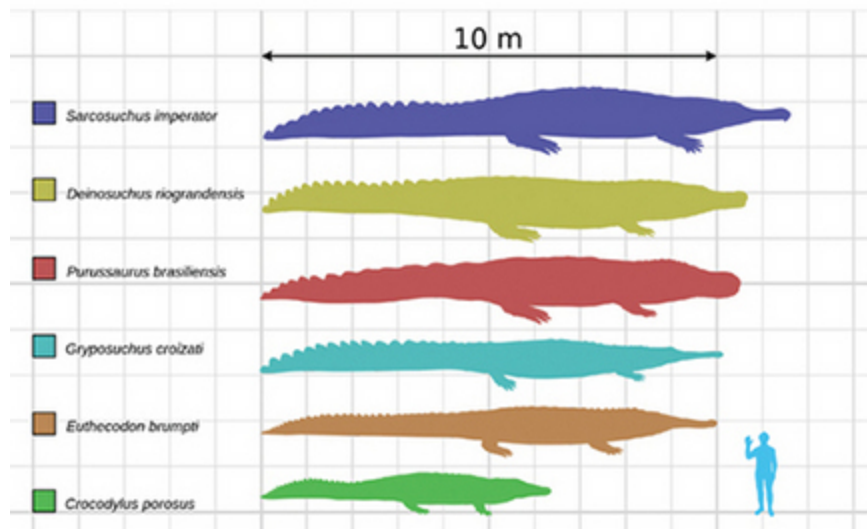 10 m
Sarcosuchus imperator
Deinosuchus riograndensis
Purussaurus brasiliensis
Gryposuchus croizati
Euthecodon brumpti
Crocodylus porosus